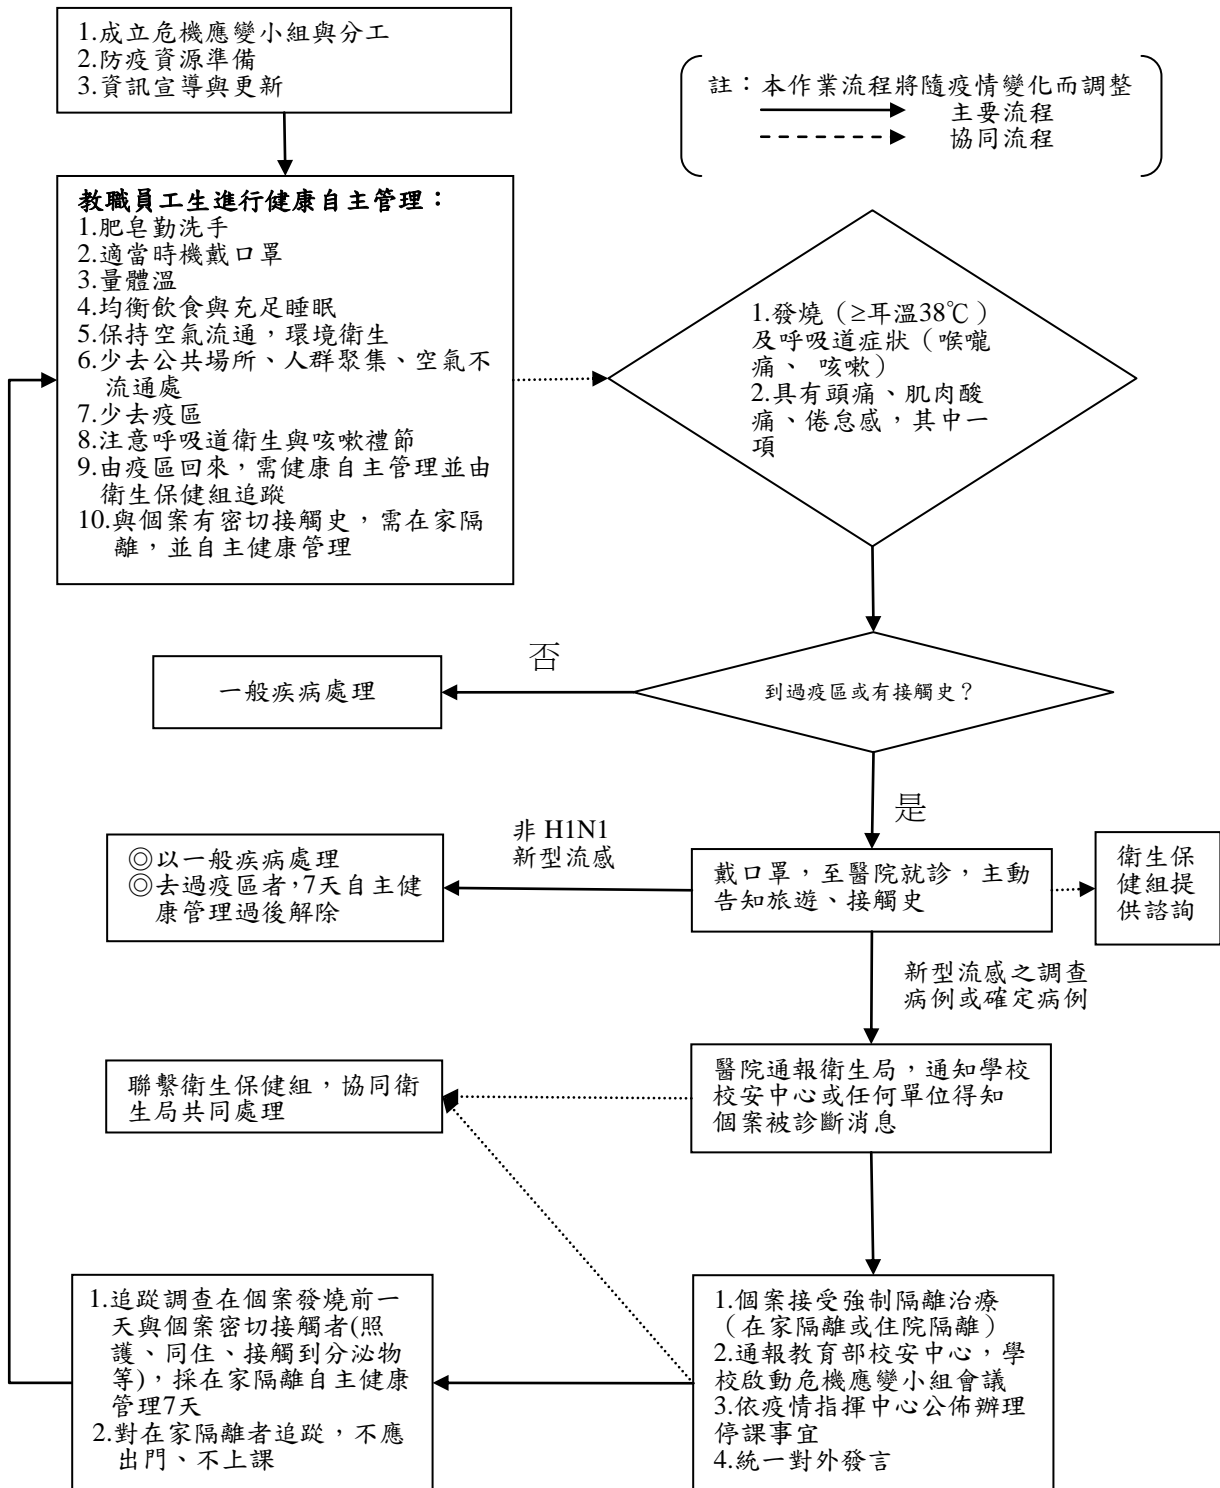 1.成立危機應變小組與分工
2.防疫資源準備
3.資訊宣導與更新
註：本作業流程將隨疫情變化而調整
主要流程
協同流程
教職員工生進行健康自主管理：
1.肥皂勤洗手
2.適當時機戴口罩
3.量體溫
4.均衡飲食與充足睡眠
5.保持空氣流通，環境衛生
6.少去公共場所、人群聚集、空氣不
流通處
7.少去疫區
8.注意呼吸道衛生與咳嗽禮節
9.由疫區回來，需健康自主管理並由
衛生保健組追蹤
10.與個案有密切接觸史，需在家隔
離，並自主健康管理
1.發燒（≥耳溫38℃）
及呼吸道症狀（喉嚨
痛、 咳嗽）
2.具有頭痛、肌肉酸
痛、倦怠感，其中一
項
否
一般疾病處理
到過疫區或有接觸史？
是
非 H1N1
新型流感
◎以一般疾病處理
◎去過疫區者，7天自主健
康管理過後解除
戴口罩，至醫院就診，主動
告知旅遊、接觸史
衛生保
健組提
供諮詢
新型流感之調查
病例或確定病例
聯繫衛生保健組，協同衛
生局共同處理
醫院通報衛生局，通知學校
校安中心或任何單位得知
個案被診斷消息
1.追蹤調查在個案發燒前一
天與個案密切接觸者(照
護、同住、接觸到分泌物
等)，採在家隔離自主健康
管理7天
2.對在家隔離者追蹤，不應
出門、不上課
1.個案接受強制隔離治療
（在家隔離或住院隔離）
2.通報教育部校安中心，學
校啟動危機應變小組會議
3.依疫情指揮中心公佈辦理
停課事宜
4.統一對外發言